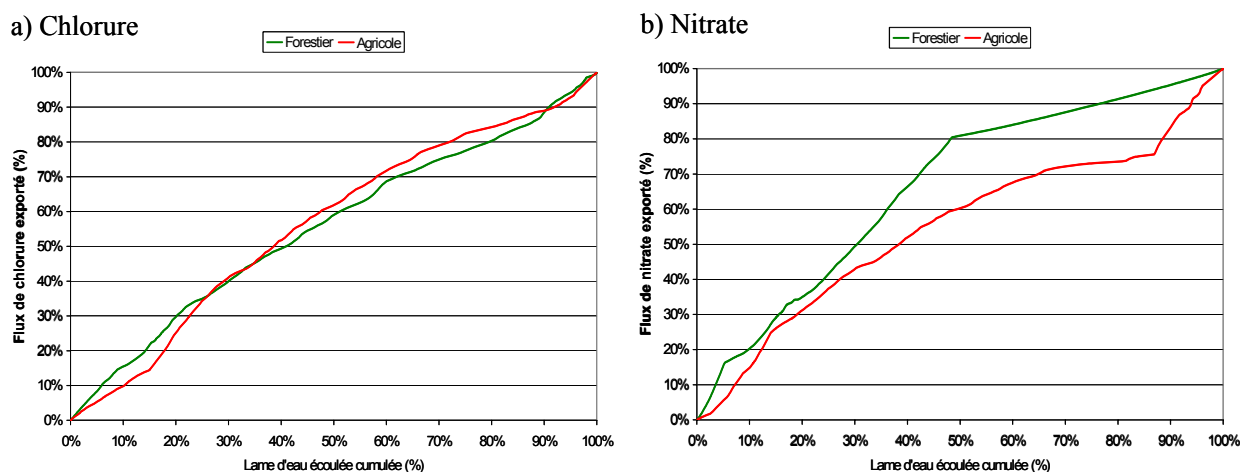 a) Chlorure
Forestier Agricole
Flux de chlorure exporté (%)
100%
90%
80%
70%
60%
50%
40%
30%
20%
10%
0%
0% 10% 20% 30% 40% 50% 60% 70% 80% 90% 100%
Lame d'eau écoulée cumulée (%)
b) Nitrate
Forestier Agricole
Flux de nitrate exporté (%)
100%
90%
80%
70%
60%
50%
40%
30%
20%
10%
0%
0% 10% 20% 30% 40% 50% 60% 70% 80% 90% 100%
Lame d'eau écoulée cumulée (%)